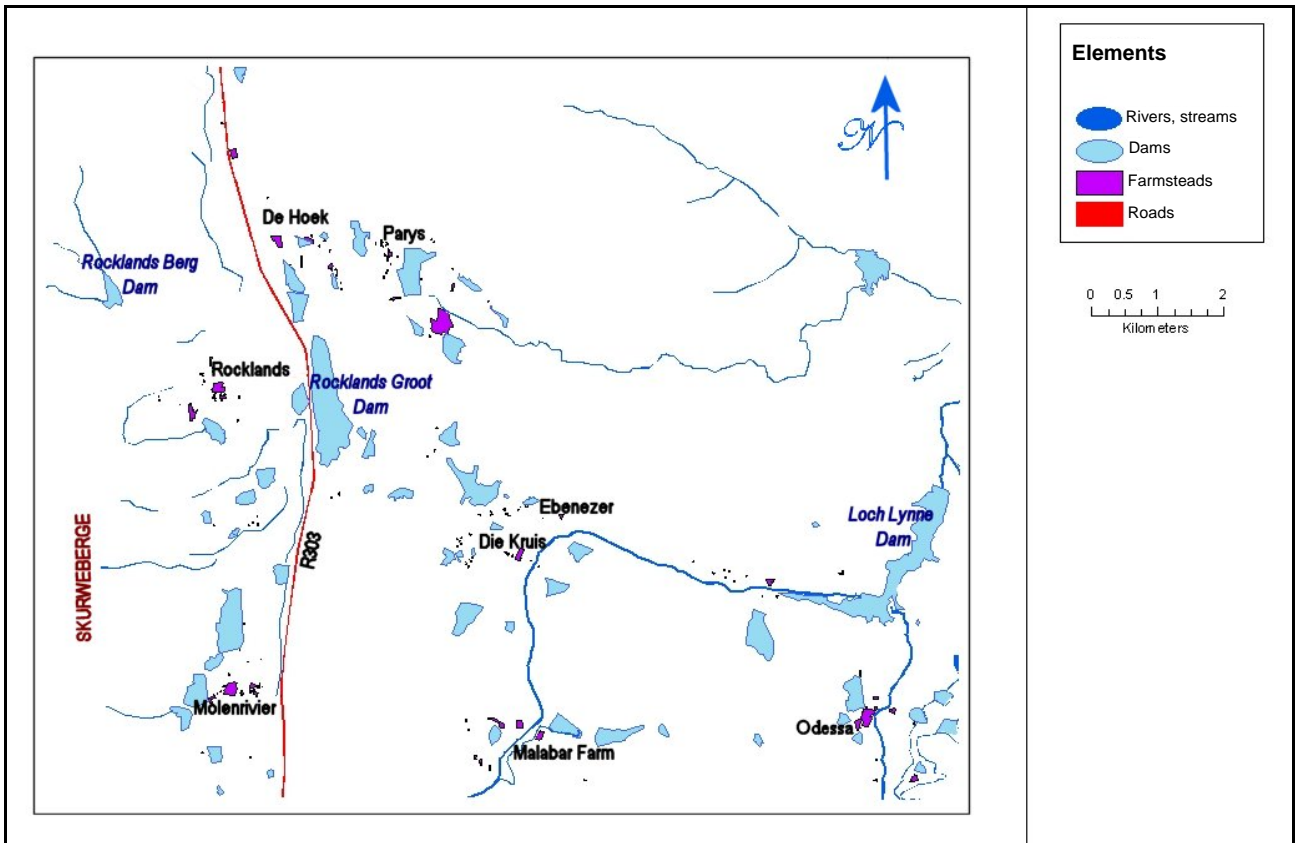 De Hoek
Parys
Rocklands Berg
Dam
Rocklands
Rocklands Groot
Dam
Ebenezer
Die Kruis
Loch Lynne
Dam
R303
SKURWEBERGE
Molenrivier
Malabar Farm
Odessa
N
Elements
Rivers, streams
Dams
Farmsteads
Roads
0 0.5 1 2
Kilometers